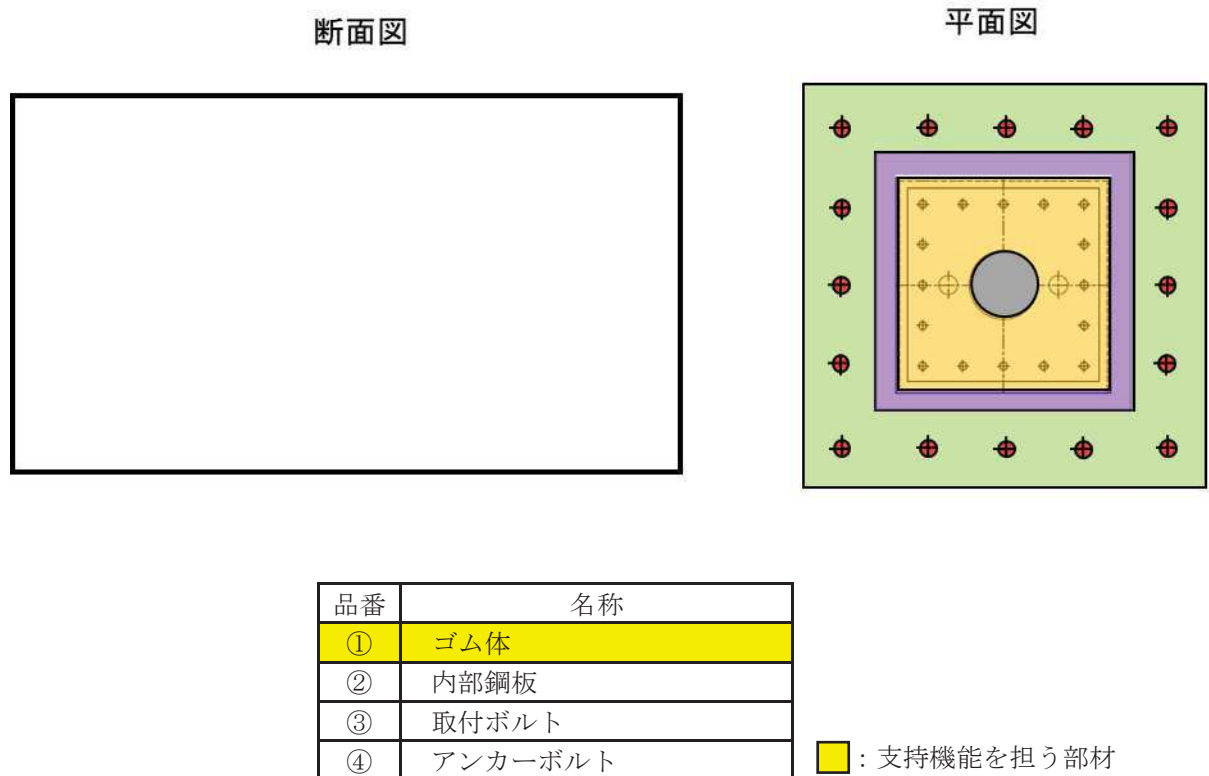 断面図
平面図
品番 名称
① ゴム体
② 内部鋼板
③ 取付ボルト
④ アンカーボルト
：支持機能を担う部材